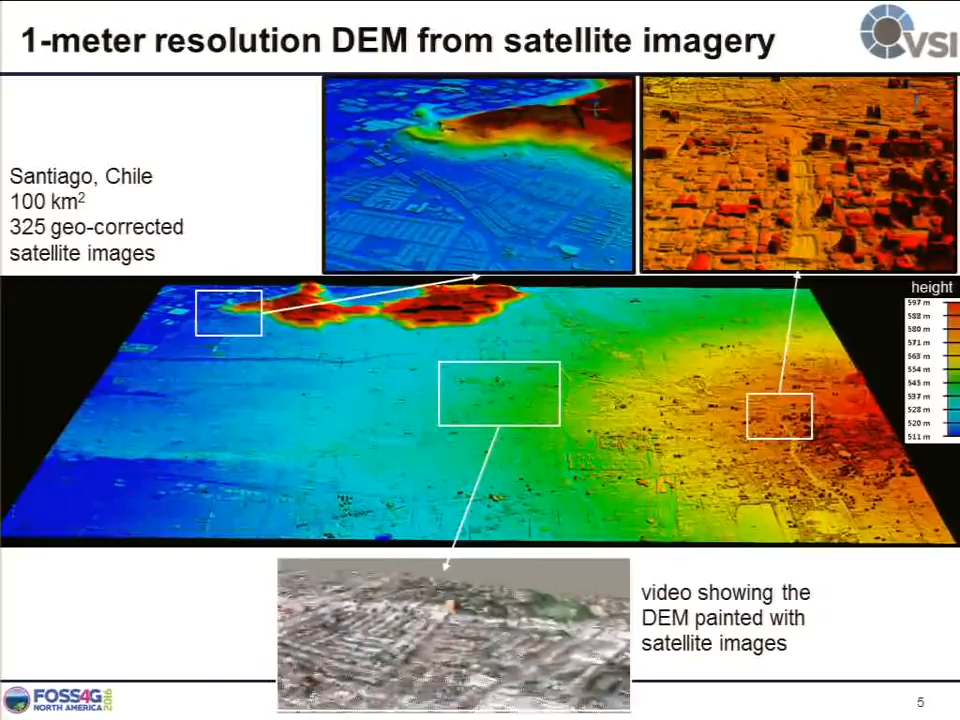 1-meter resolution DEM from satellite imagery
VSI
Santiago, Chile
100 km²
325 geo-corrected
satellite images
height
597 m
588 m
580 m
571 m
563 m
554 m
545 m
537 m
528 m
520 m
511 m
video showing the
DEM painted with
satellite images
FOSS4G
NORTH AMERICA
2016
5